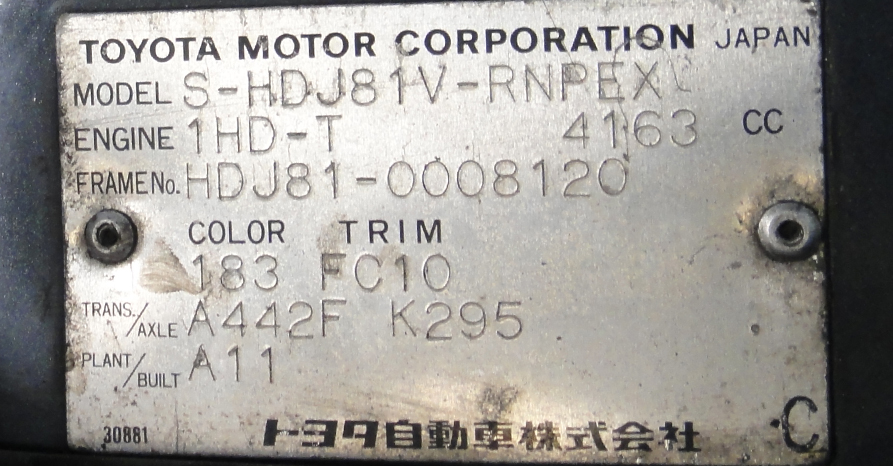 TOYOTA MOTOR CORPORATION JAPAN
MODEL S-HDJ81V-RNPEX
ENGINE 1HD-T 4163 CC
FRAME No. HDJ81-0008120
COLOR TRIM
183 FC10
TRANS./AXLE A442F K295
PLANT/BUILT A11
30881 トヨタ自動車株式会社 C